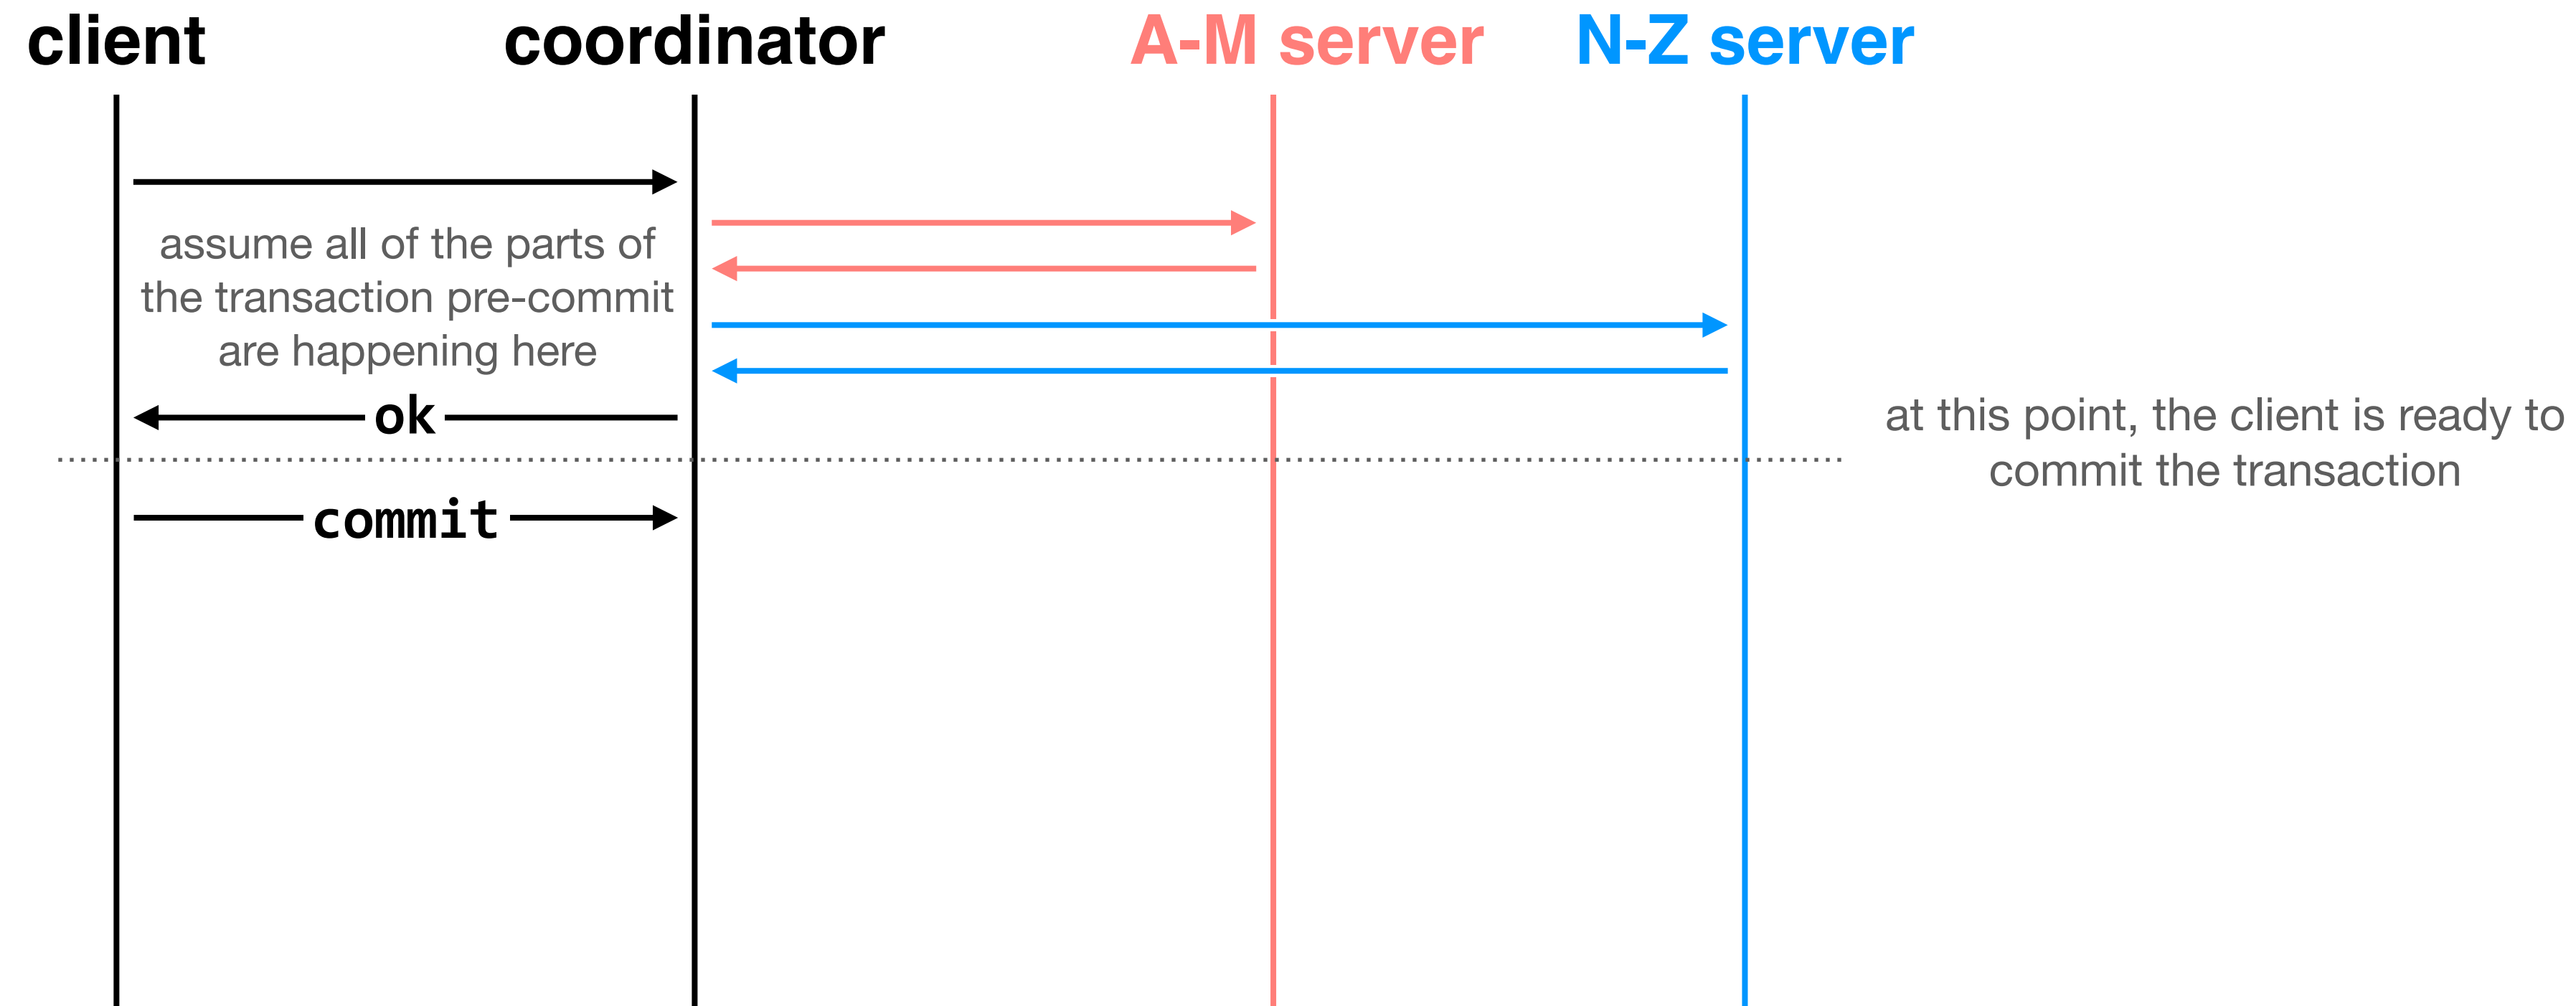 client
coordinator
A-M server
N-Z server
assume all of the parts of
the transaction pre-commit
are happening here
ok
at this point, the client is ready to
commit the transaction
commit